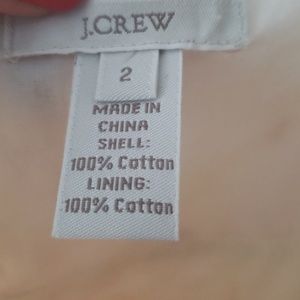 J.CREW
2
MADE IN
CHINA
SHELL:
100% Cotton
LINING:
100% Cotton